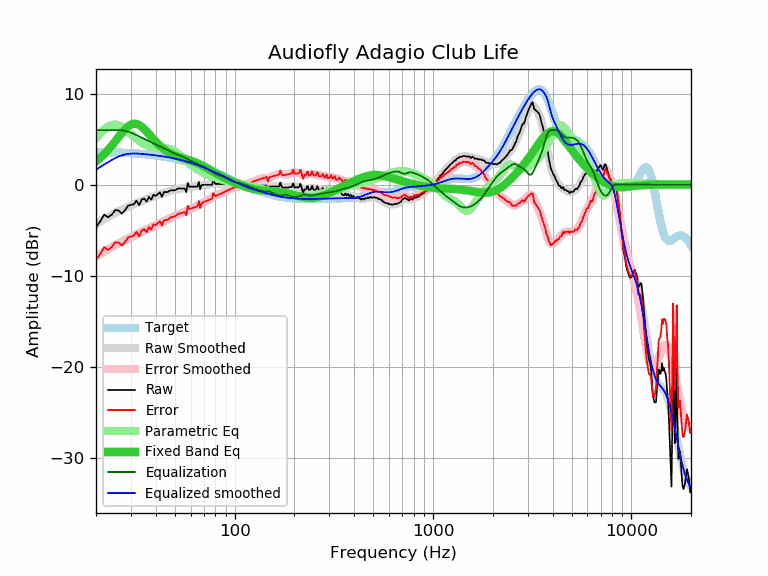 Audiofly Adagio Club Life
Amplitude (dBr)
10
0
−10
−20
−30
Target
Raw Smoothed
Error Smoothed
Raw
Error
Parametric Eq
Fixed Band Eq
Equalization
Equalized smoothed
100
1000
10000
Frequency (Hz)